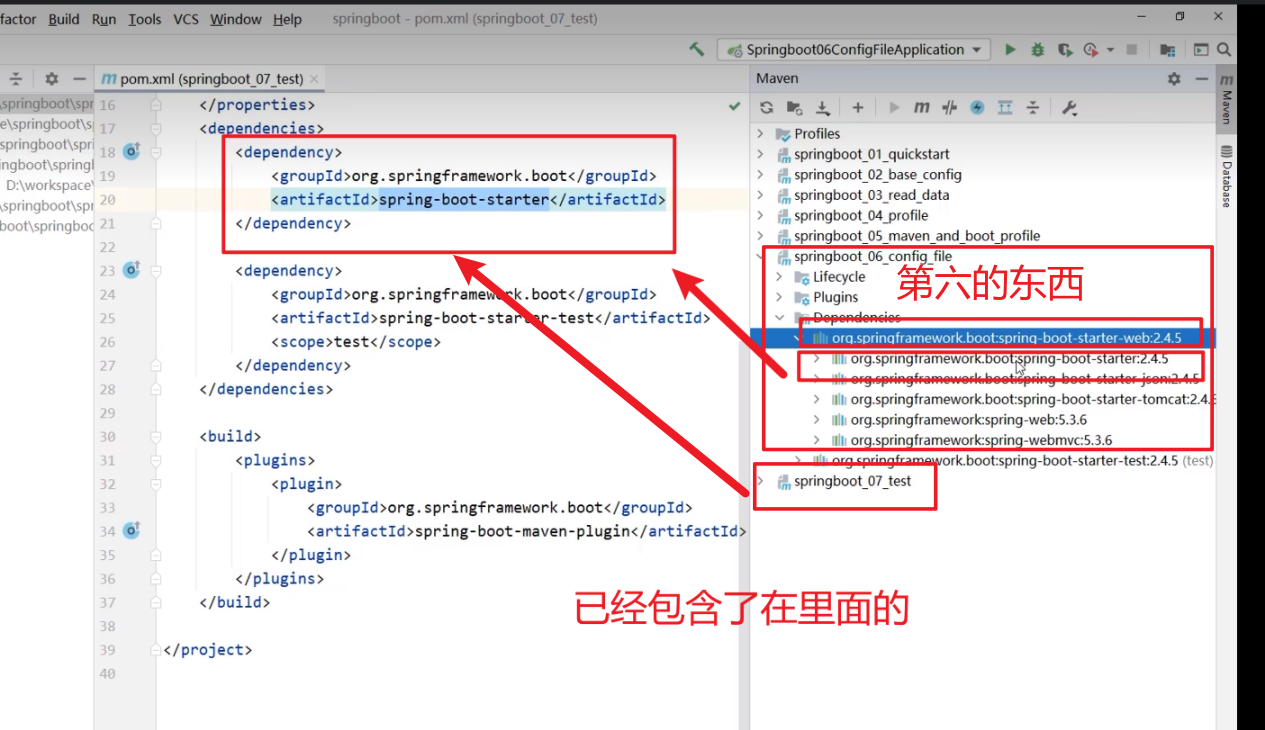 factor Build Run Tools VCS Window Help springboot - pom.xml (springboot_07_test)
Springboot06ConfigFileApplication
pom.xml (springboot_07_test)
Maven
\springboot\spr
e\springboot\s
springboot\spr
ingboot\spring
D:\workspace\
\springboot\spr
boot\springboo
16 </properties>
17 <dependencies>
18 <dependency>
19 <groupId>org.springframework.boot</groupId>
20 <artifactId>spring-boot-starter</artifactId>
21 </dependency>
22
23 <dependency>
24 <groupId>org.springframework.boot</groupId>
25 <artifactId>spring-boot-starter-test</artifactId>
26 <scope>test</scope>
27 </dependency>
28 </dependencies>
29
30 <build>
31 <plugins>
32 <plugin>
33 <groupId>org.springframework.boot</groupId>
34 <artifactId>spring-boot-maven-plugin</artifactId>
35 </plugin>
36 </plugins>
37 </build>
38
39 </project>
40
Profiles
springboot_01_quickstart
springboot_02_base_config
springboot_03_read_data
springboot_04_profile
springboot_05_maven_and_boot_profile
springboot_06_config_file
Lifecycle
Plugins
Dependencies
org.springframework.boot:spring-boot-starter-web:2.4.5
org.springframework.boot:spring-boot-starter:2.4.5
org.springframework.boot:spring-boot-starter-json:2.4.5
org.springframework.boot:spring-boot-starter-tomcat:2.4.5
org.springframework:spring-web:5.3.6
org.springframework:spring-webmvc:5.3.6
org.springframework.boot:spring-boot-starter-test:2.4.5 (test)
springboot_07_test
第六的东西
已经包含了在里面的
Maven
Database